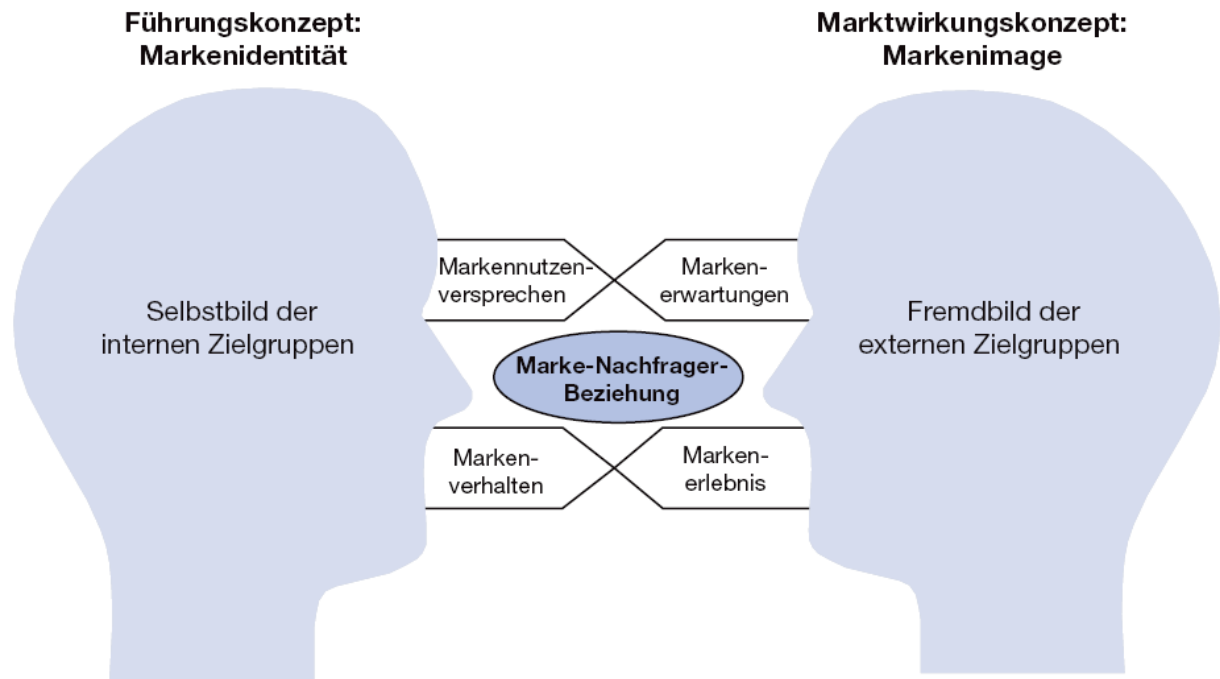 Führungskonzept:
Markenidentität
Marktwirkungskonzept:
Markenimage
Markennutzen-
versprechen
Marken-
erwartungen
Selbstbild der
internen Zielgruppen
Marke-Nachfrager-
Beziehung
Fremdbild der
externen Zielgruppen
Marken-
verhalten
Marken-
erlebnis